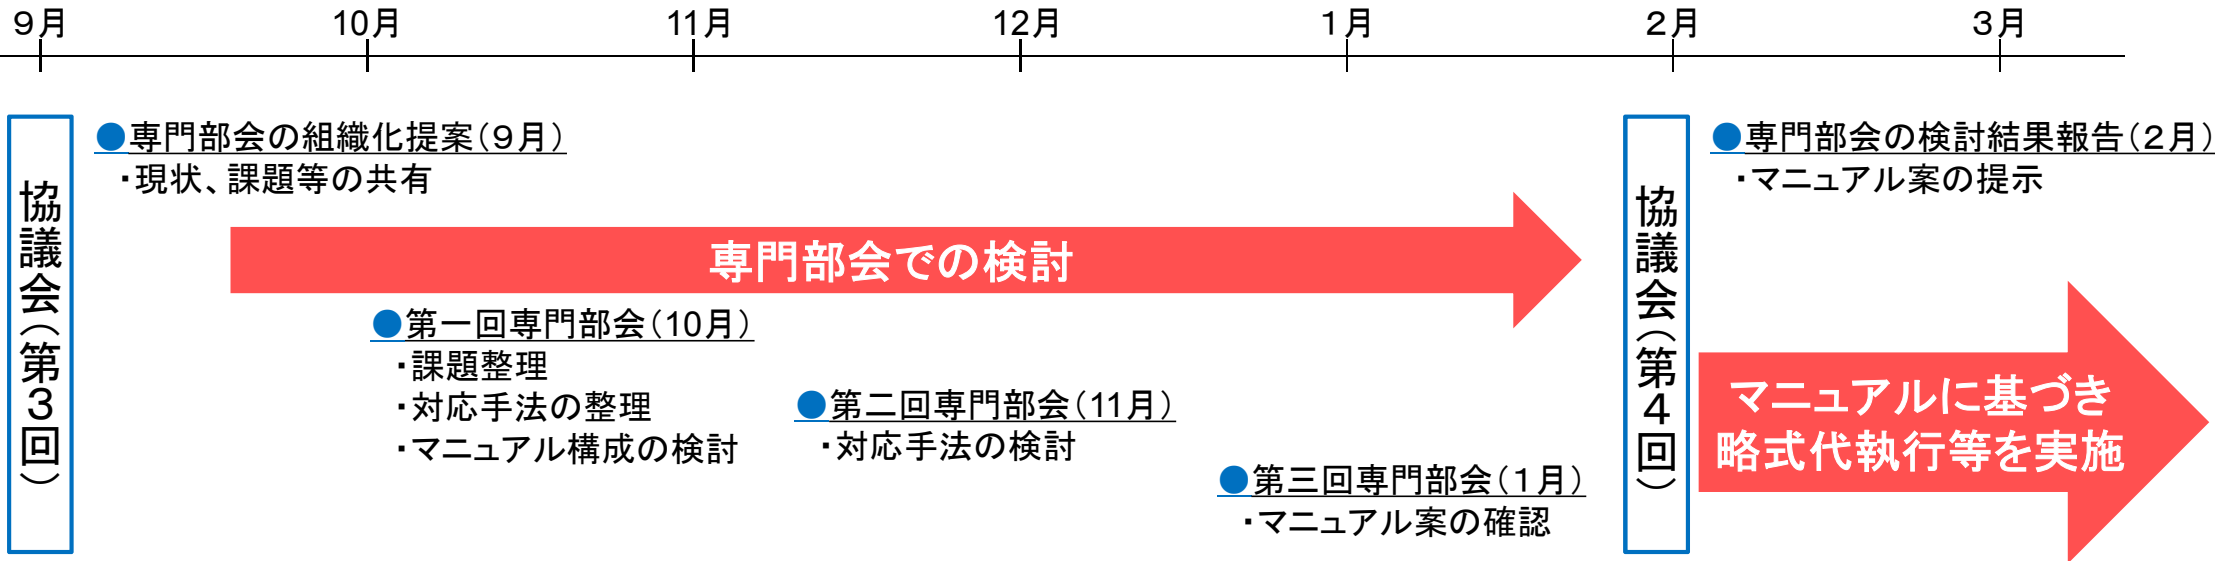 9月 10月 11月 12月 1月 2月 3月
協議会(第3回)
●専門部会の組織化提案(9月)
・現状、課題等の共有
専門部会での検討
●第一回専門部会(10月)
・課題整理
・対応手法の整理
・マニュアル構成の検討
●第二回専門部会(11月)
・対応手法の検討
●第三回専門部会(1月)
・マニュアル案の確認
協議会(第4回)
●専門部会の検討結果報告(2月)
・マニュアル案の提示
マニュアルに基づき
略式代執行等を実施